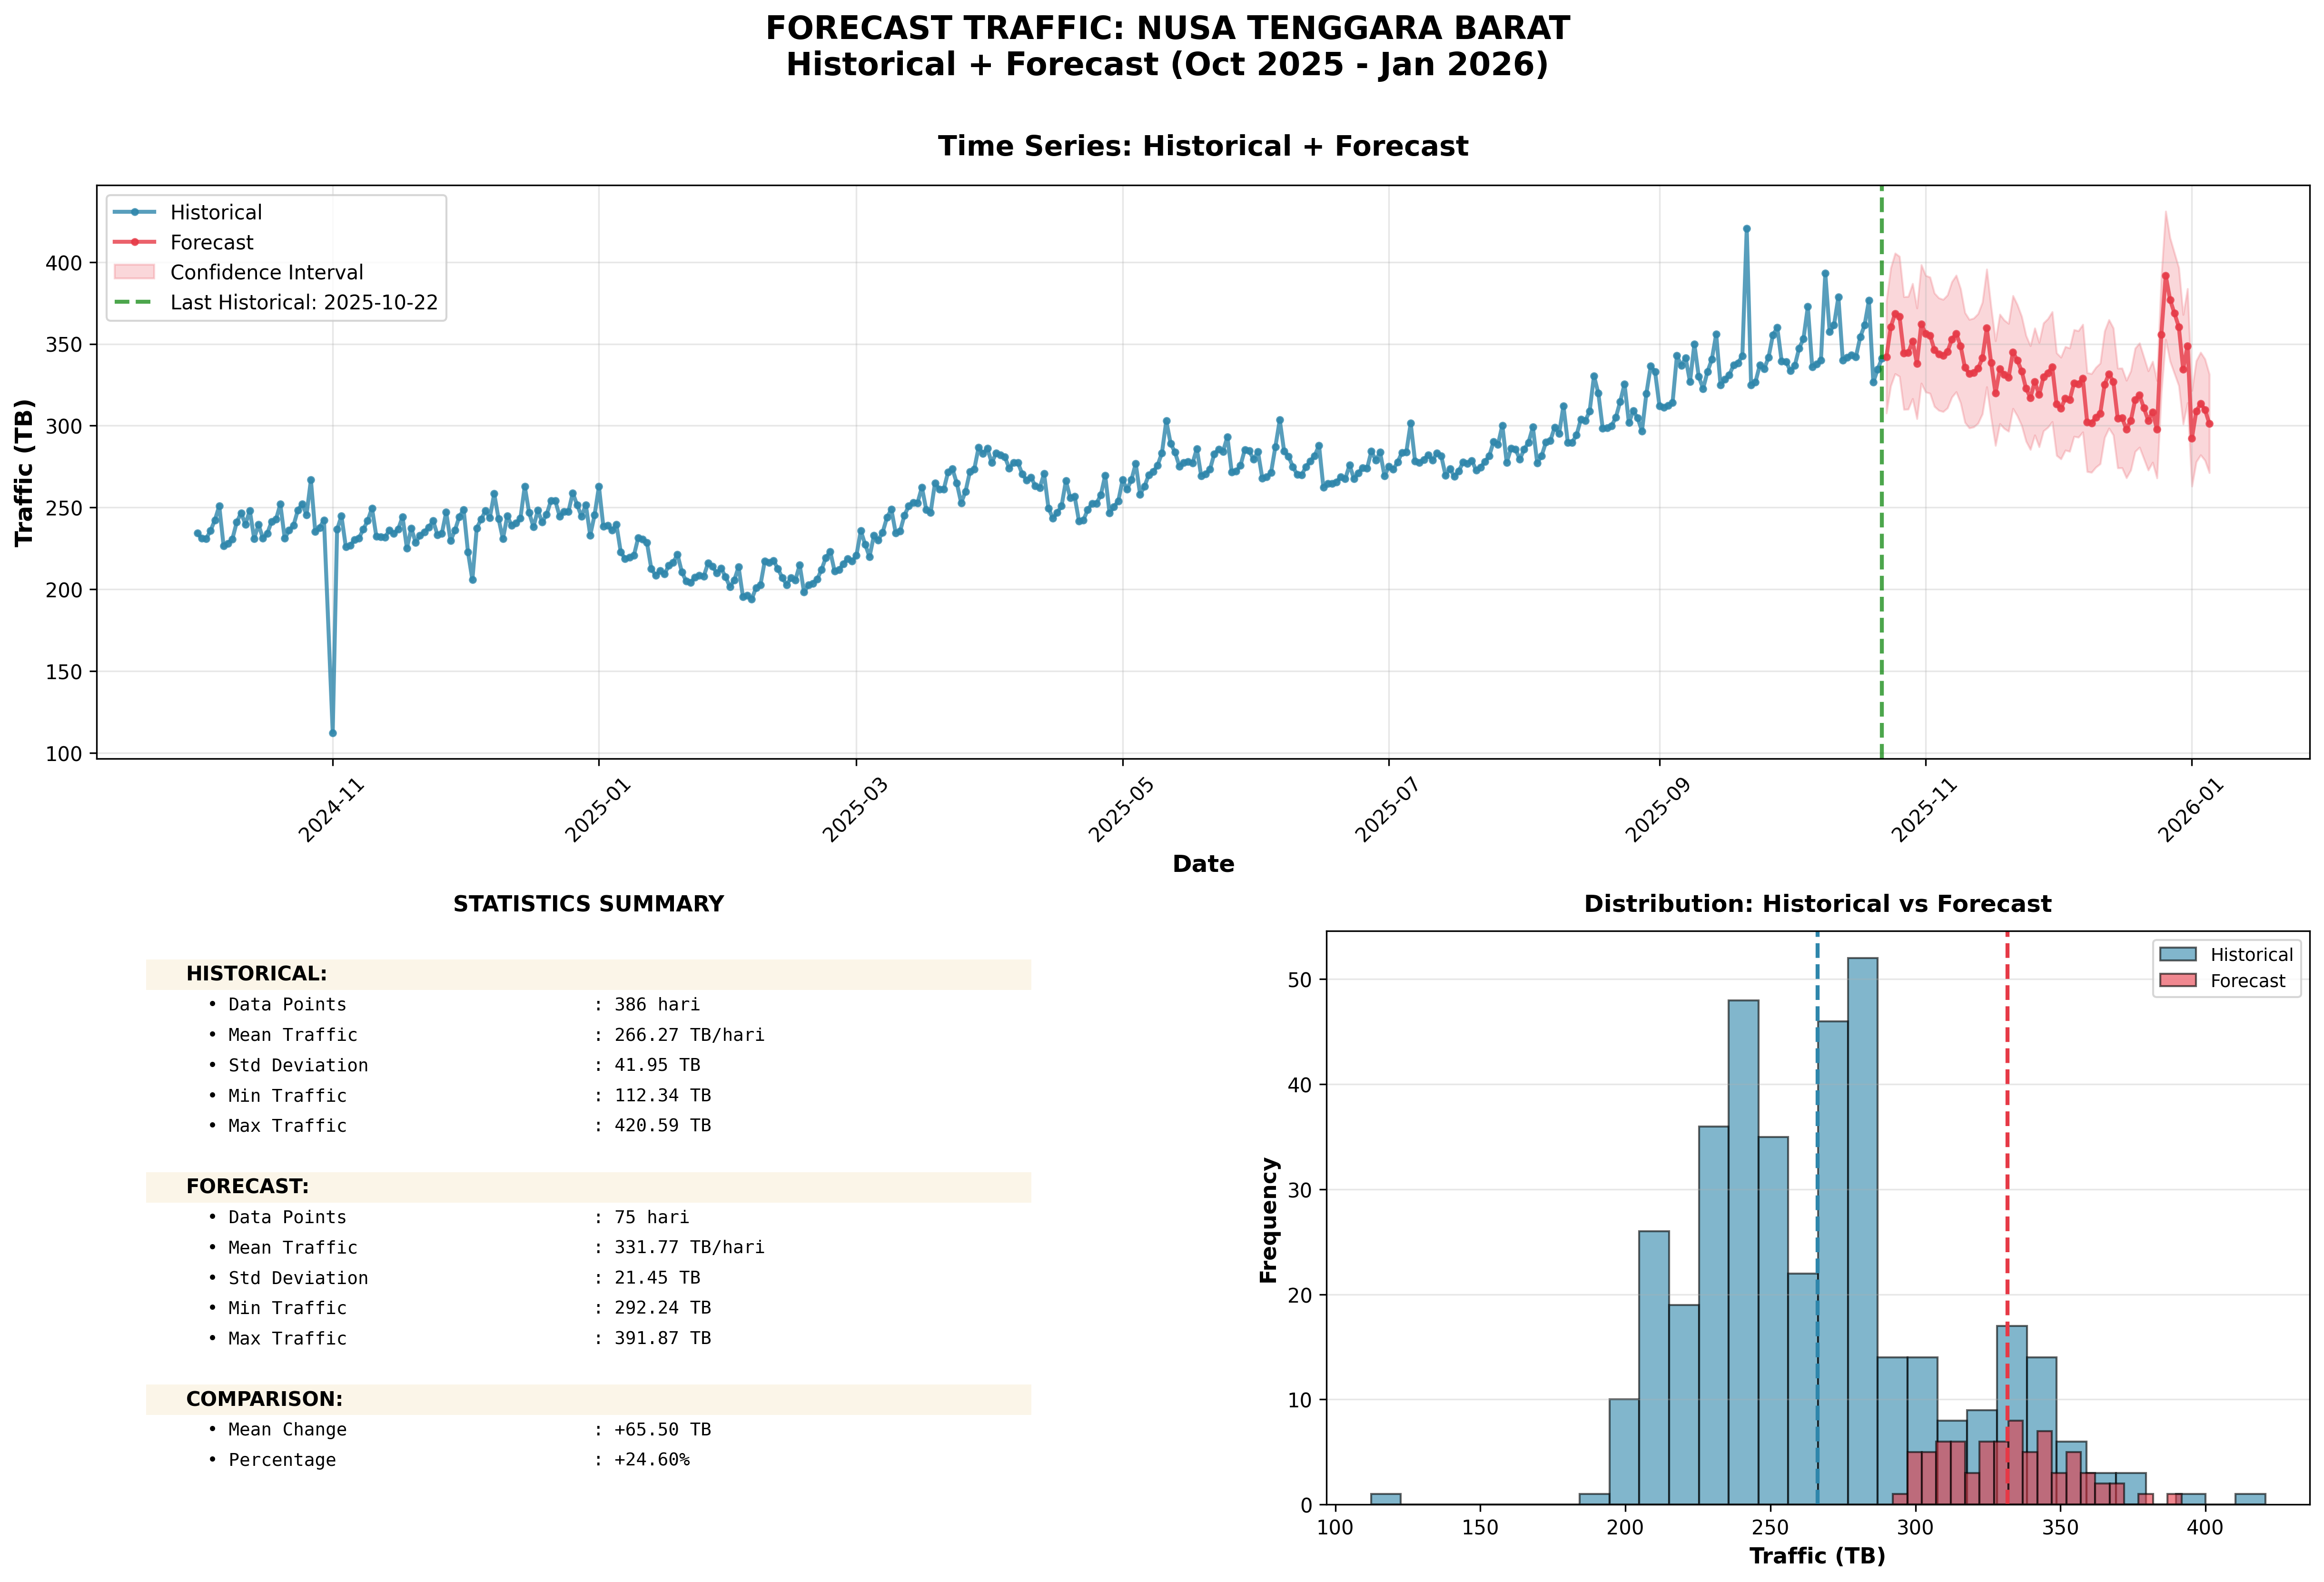 FORECAST TRAFFIC: NUSA TENGGARA BARAT
Historical + Forecast (Oct 2025 - Jan 2026)
Time Series: Historical + Forecast
Historical
Forecast
Confidence Interval
Last Historical: 2025-10-22
Traffic (TB)
400
350
300
250
200
150
100
2024-11
2025-01
2025-03
2025-05
2025-07
2025-09
2025-11
2026-01
Date
STATISTICS SUMMARY
HISTORICAL:
• Data Points : 386 hari
• Mean Traffic : 266.27 TB/hari
• Std Deviation : 41.95 TB
• Min Traffic : 112.34 TB
• Max Traffic : 420.59 TB
FORECAST:
• Data Points : 75 hari
• Mean Traffic : 331.77 TB/hari
• Std Deviation : 21.45 TB
• Min Traffic : 292.24 TB
• Max Traffic : 391.87 TB
COMPARISON:
• Mean Change : +65.50 TB
• Percentage : +24.60%
Distribution: Historical vs Forecast
Historical
Forecast
Frequency
50
40
30
20
10
0
100
150
200
250
300
350
400
Traffic (TB)